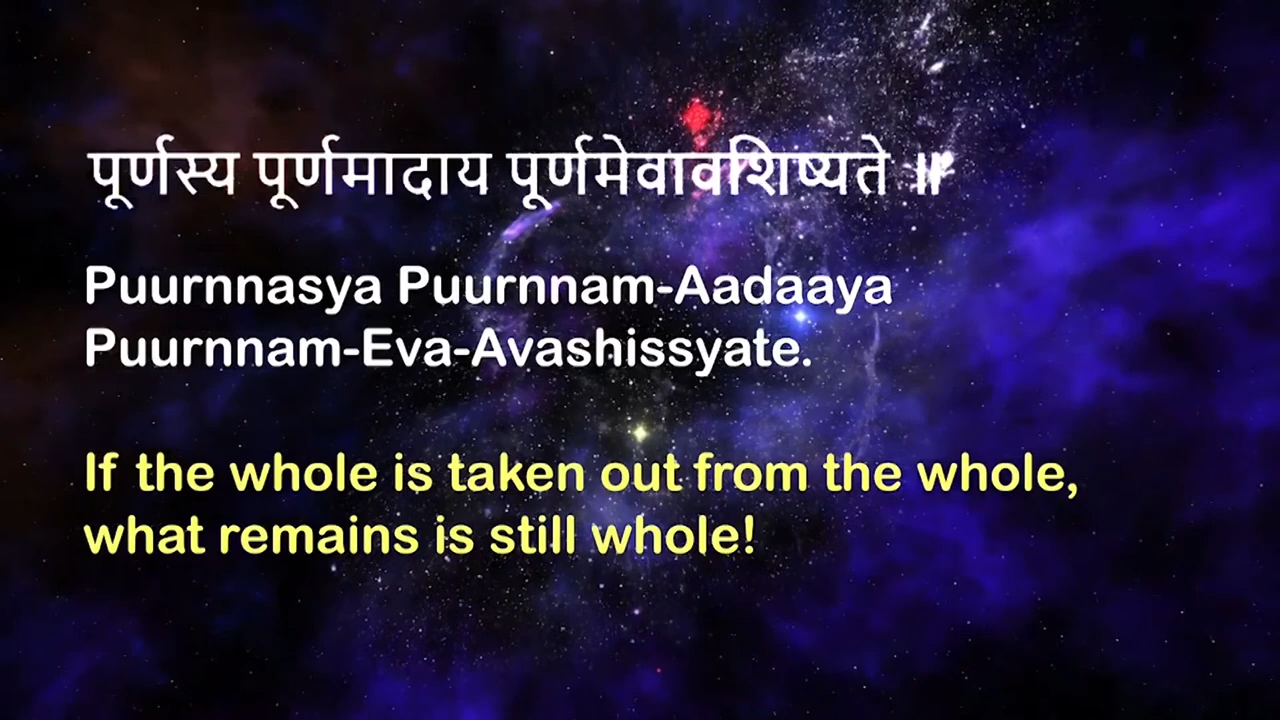 पूर्णस्य पूर्णमादाय पूर्णमेवावशिष्यते ॥
Puurnnasya Puurnnam-Aadaaya
Puurnnam-Eva-Avashissyate.
If the whole is taken out from the whole,
what remains is still whole!